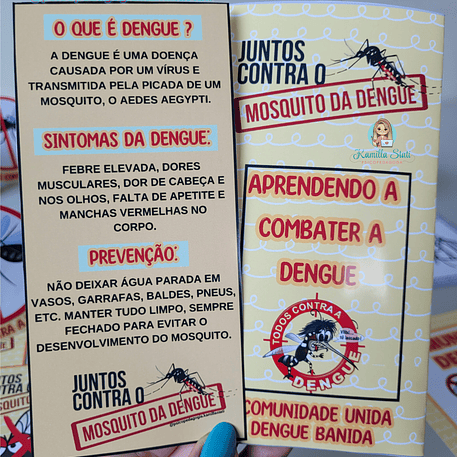 O QUE É DENGUE ?
A DENGUE É UMA DOENÇA
CAUSADA POR UM VÍRUS E
TRANSMITIDA PELA PICADA DE UM
MOSQUITO, O AEDES AEGYPTI.
SINTOMAS DA DENGUE:
FEBRE ELEVADA, DORES
MUSCULARES, DOR DE CABEÇA E
NOS OLHOS, FALTA DE APETITE E
MANCHAS VERMELHAS NO
CORPO.
PREVENÇÃO:
NÃO DEIXAR ÁGUA PARADA EM
VASOS, GARRAFAS, BALDES, PNEUS,
ETC. MANTER TUDO LIMPO, SEMPRE
FECHADO PARA EVITAR O
DESENVOLVIMENTO DO MOSQUITO.
JUNTOS
CONTRA O
MOSQUITO DA DENGUE
JUNTOS
CONTRA O
MOSQUITO DA DENGUE
Kamilla Siati
APRENDENDO A
COMBATER A
DENGUE
TODOS CONTRA A
DENGUE
COMUNIDADE UNIDA
DENGUE BANIDA